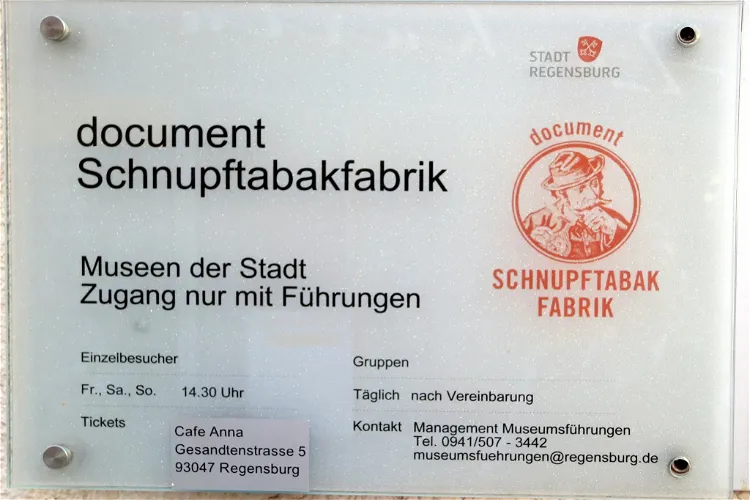 STADT
REGENSBURG
document
Schnupftabakfabrik
document
SCHNUPFTABAK
FABRIK
Museen der Stadt
Zugang nur mit Führungen
Einzelbesucher
Fr., Sa., So. 14.30 Uhr
Tickets
Cafe Anna
Gesandtenstrasse 5
93047 Regensburg
Gruppen
Täglich nach Vereinbarung
Kontakt Management Museumsführungen
Tel. 0941/507 - 3442
museumsfuehrungen@regensburg.de